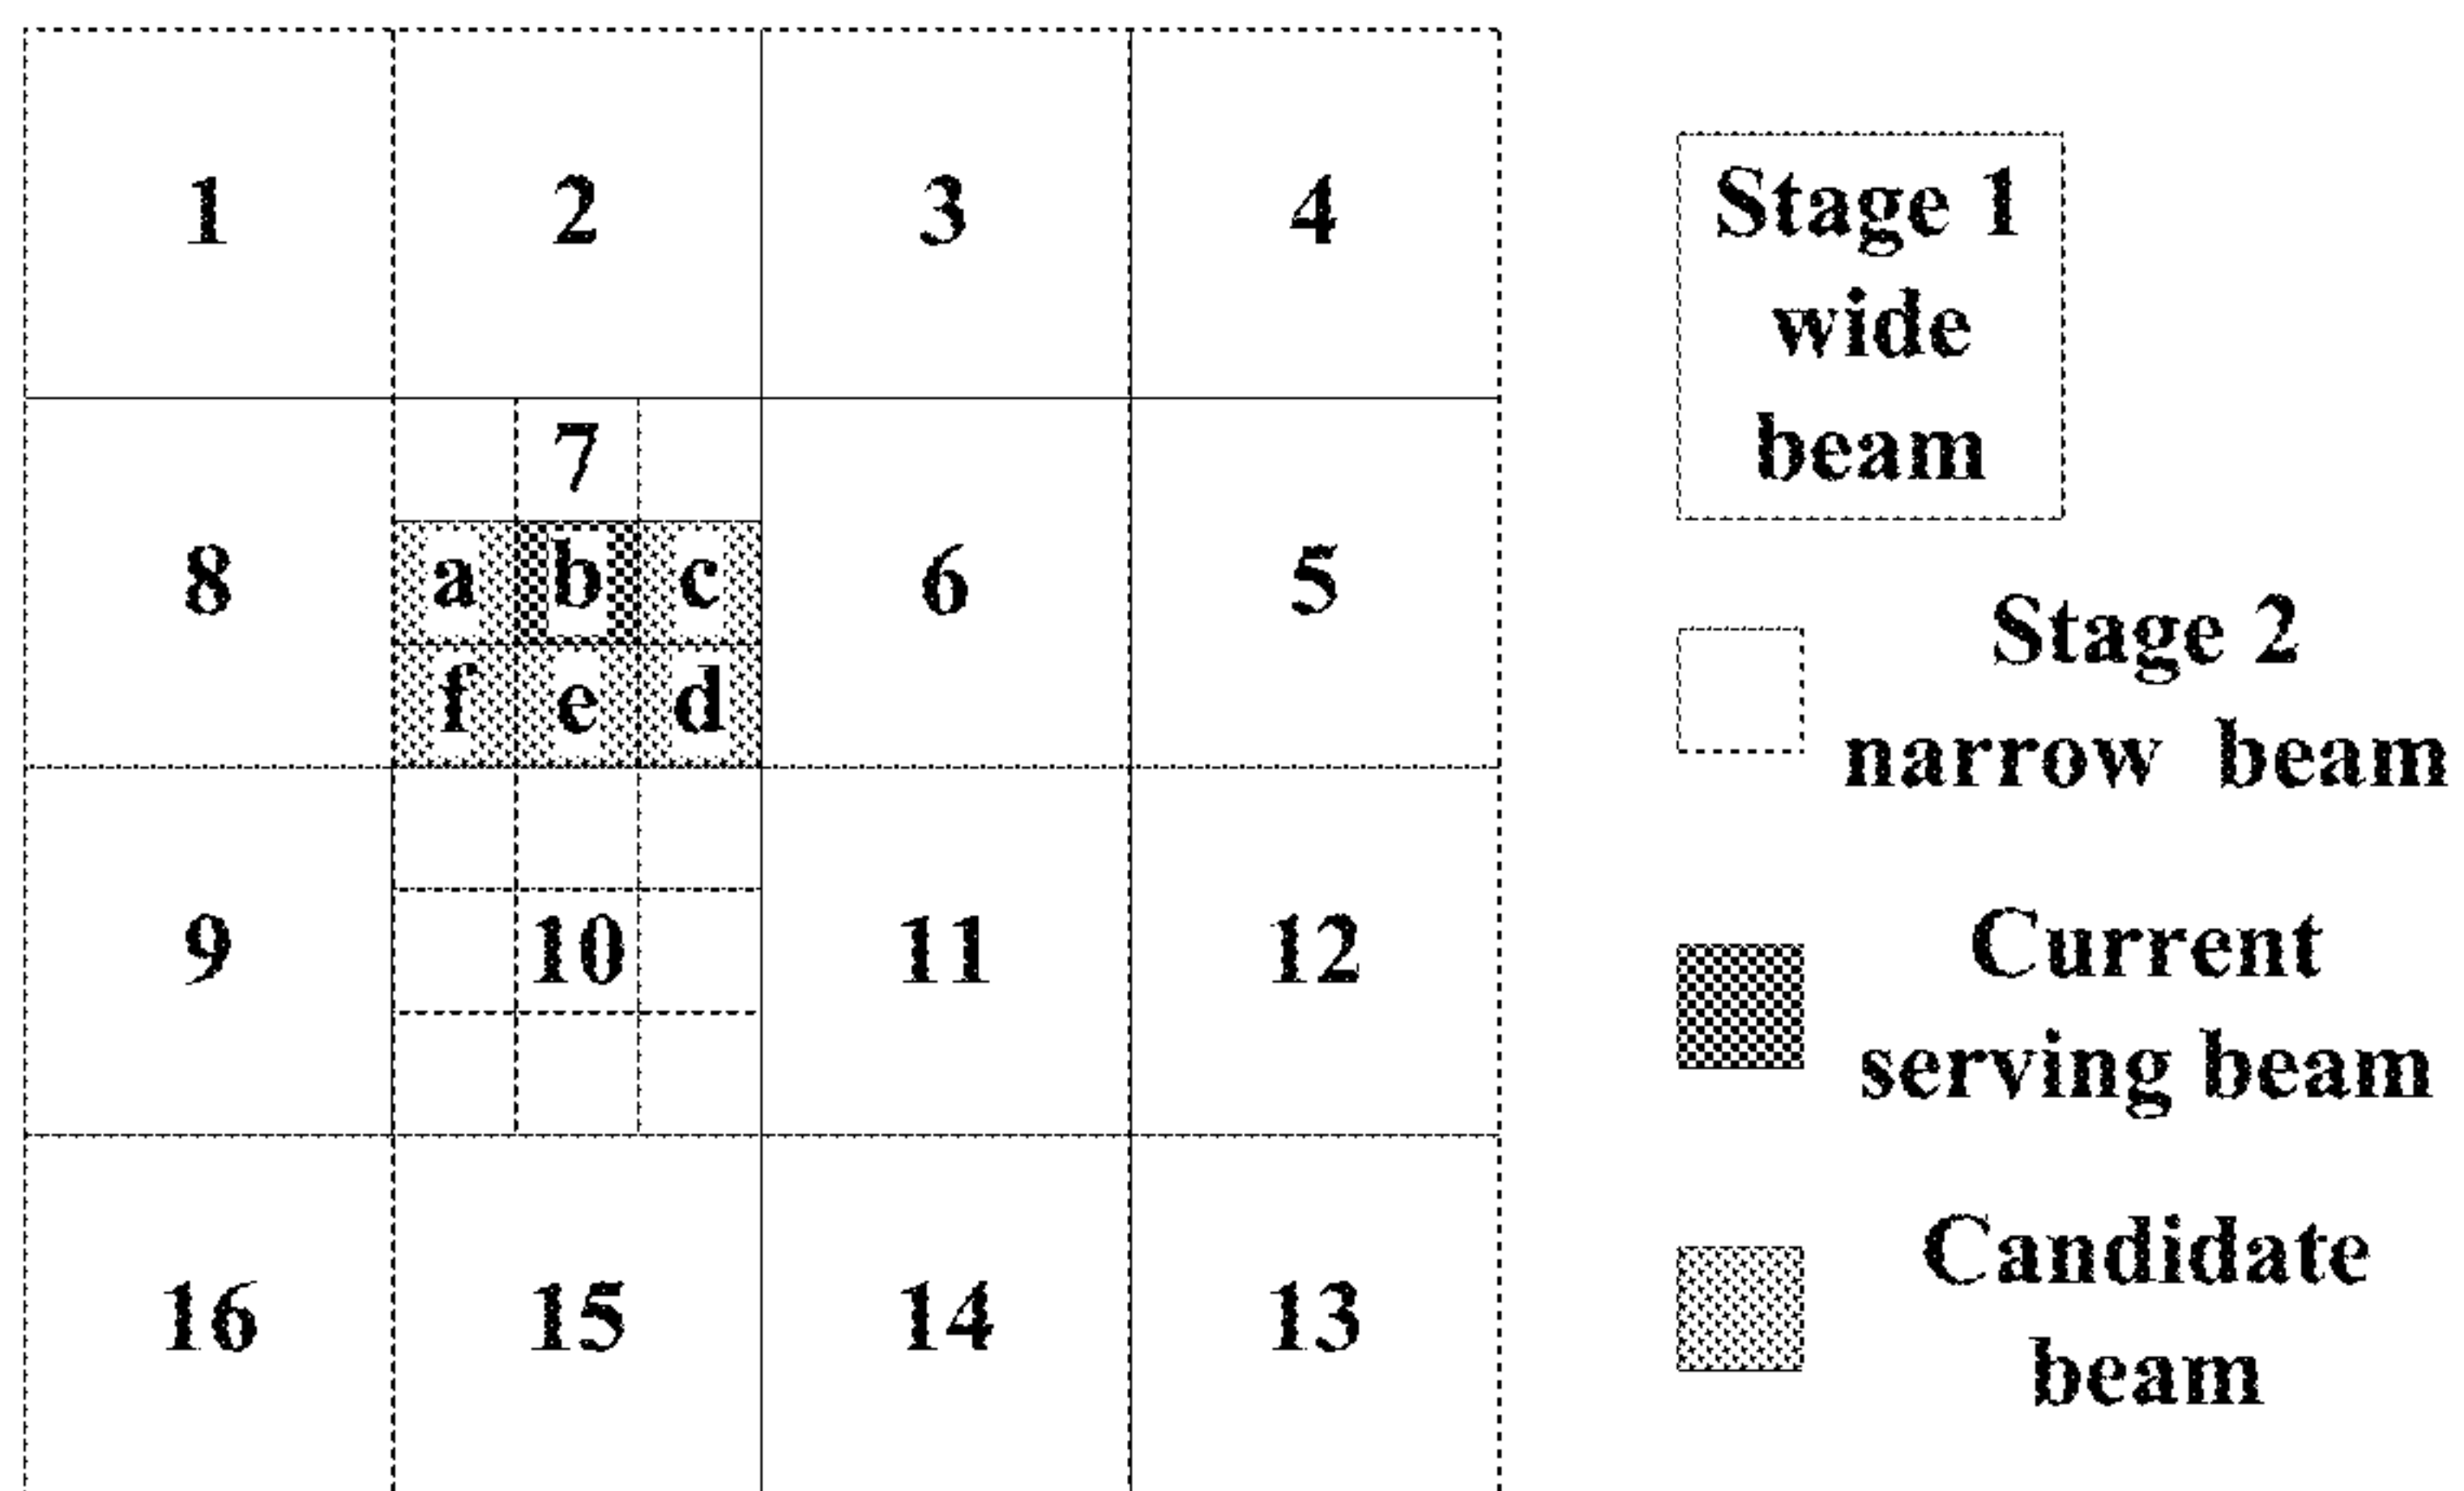 1 2 3 4
7
8 a b c 6 5
f e d
9 10 11 12
16 15 14 13
Stage 1
wide
beam
Stage 2
narrow beam
Current
serving beam
Candidate
beam